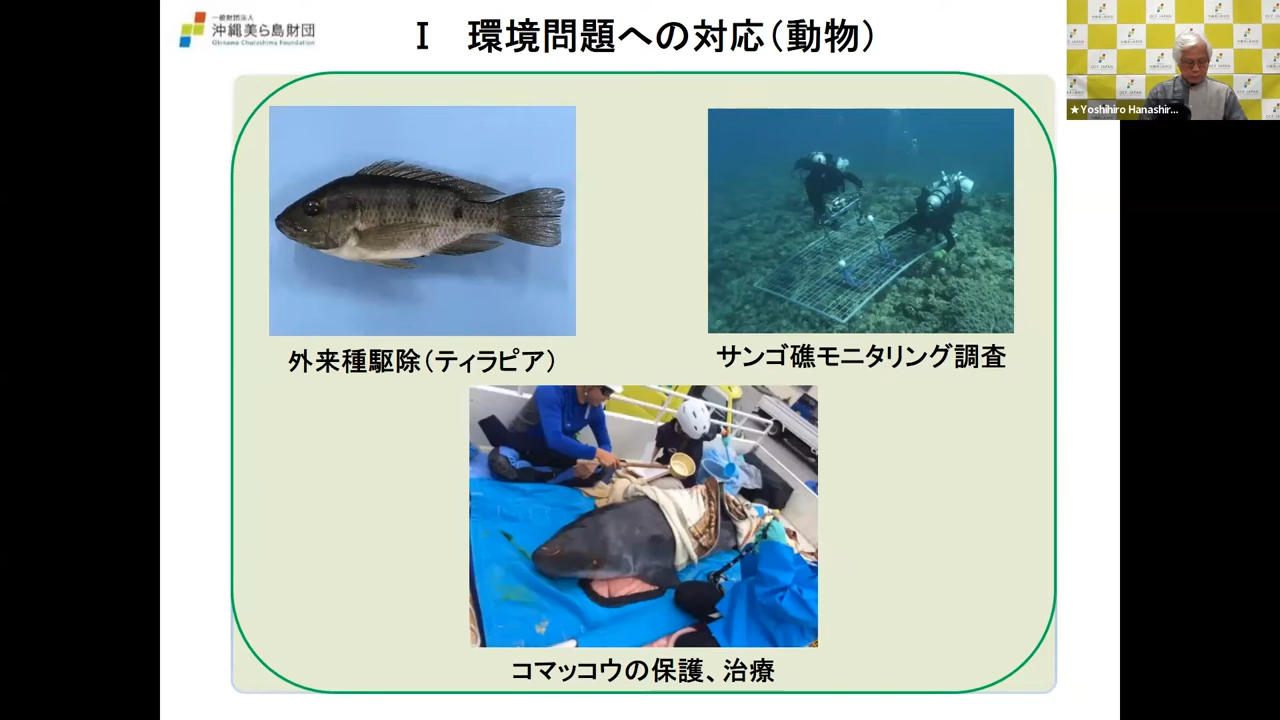 一般財団法人
沖縄美ら島財団
Okinawa Churashima Foundation
Ⅰ 環境問題への対応(動物)
OCF JAPAN
★Yoshihiro Hanashir...
外来種駆除(ティラピア)
サンゴ礁モニタリング調査
コマッコウの保護、治療